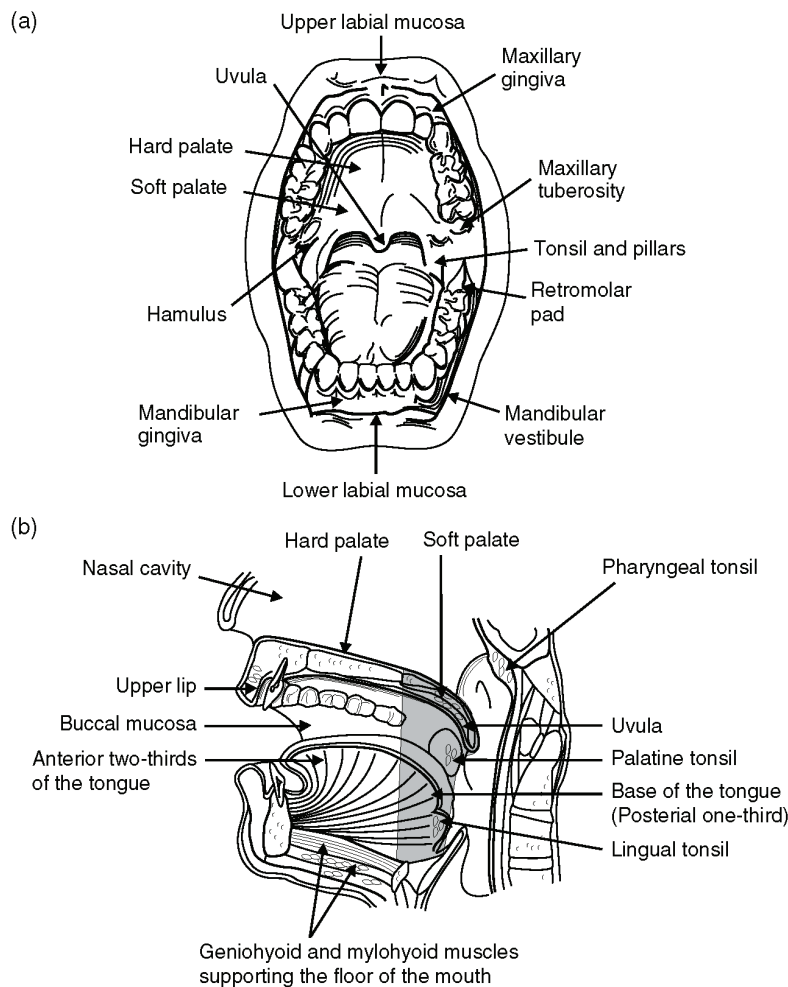 (a)
Upper labial mucosa
Uvula
Maxillary
gingiva
Hard palate
Soft palate
Maxillary
tuberosity
Tonsil and pillars
Hamulus
Retromolar
pad
Mandibular
gingiva
Mandibular
vestibule
Lower labial mucosa
(b)
Hard palate
Soft palate
Nasal cavity
Pharyngeal tonsil
Upper lip
Buccal mucosa
Anterior two-thirds
of the tongue
Uvula
Palatine tonsil
Base of the tongue
(Posterial one-third)
Lingual tonsil
Geniohyoid and mylohyoid muscles
supporting the floor of the mouth